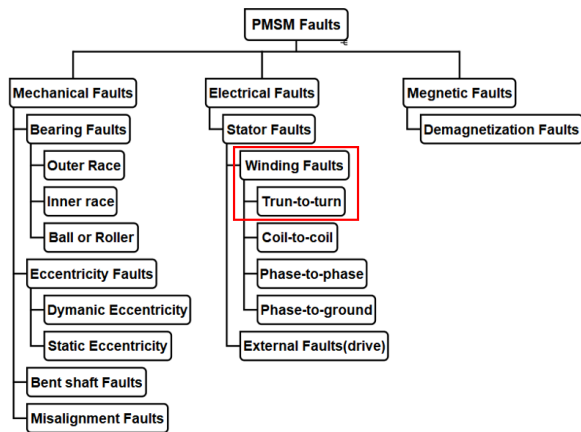 PMSM Faults
Mechanical Faults
Bearing Faults
Outer Race
Inner race
Ball or Roller
Eccentricity Faults
Dymanic Eccentricity
Static Eccentricity
Bent shaft Faults
Misalignment Faults
Electrical Faults
Stator Faults
Winding Faults
Trun-to-turn
Coil-to-coil
Phase-to-phase
Phase-to-ground
External Faults(drive)
Megnetic Faults
Demagnetization Faults